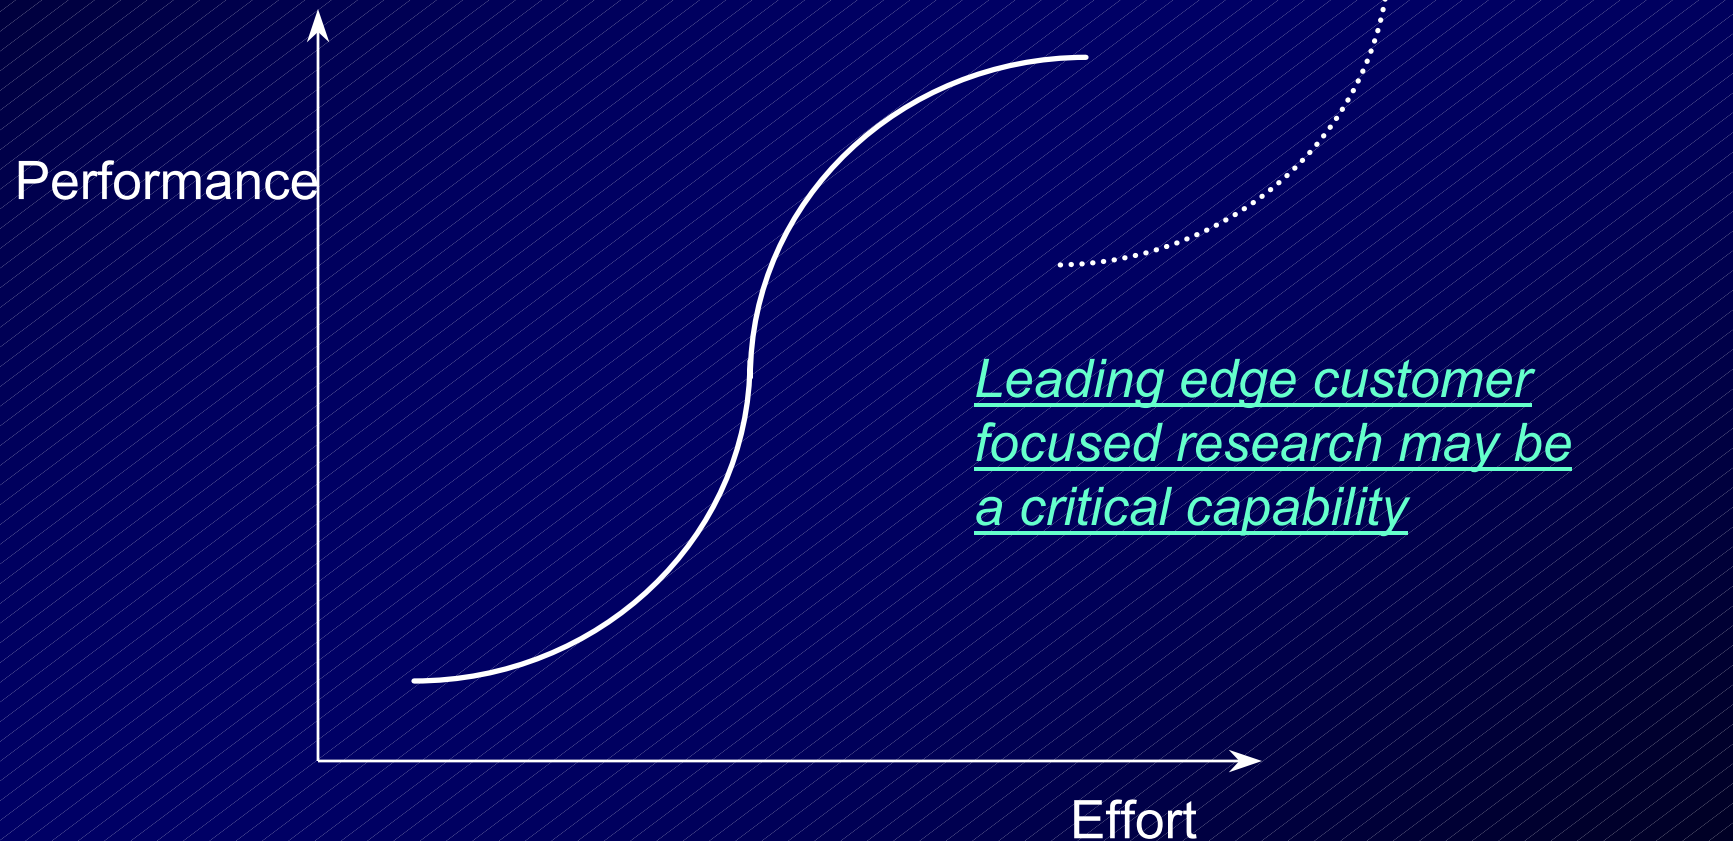 Performance
Leading edge customer
focused research may be
a critical capability
Effort